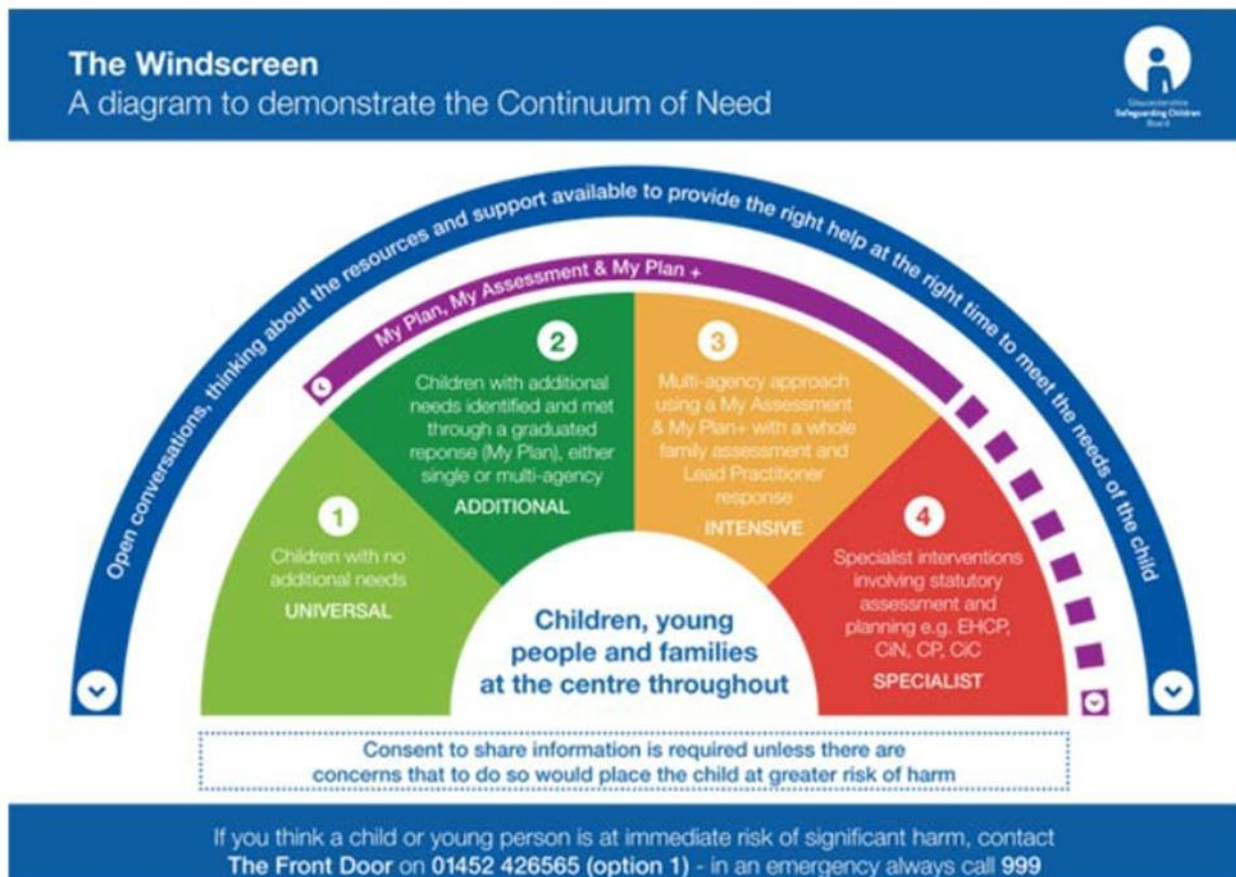 The Windscreen
A diagram to demonstrate the Continuum of Need
Gloucestershire
Safeguarding Children
Board
Open conversations, thinking about the resources and support available to provide the right help at the right time to meet the needs of the child
My Plan, My Assessment & My Plan +
1
Children with no
additional needs
UNIVERSAL
2
Children with additional
needs identified and met
through a graduated
reponse (My Plan), either
single or multi-agency
ADDITIONAL
3
Multi-agency approach
using a My Assessment
& My Plan+ with a whole
family assessment and
Lead Practitioner
response
INTENSIVE
4
Specialist interventions
involving statutory
assessment and
planning e.g. EHCP,
CiN, CP, CiC
SPECIALIST
Children, young
people and families
at the centre throughout
Consent to share information is required unless there are
concerns that to do so would place the child at greater risk of harm
If you think a child or young person is at immediate risk of significant harm, contact
The Front Door on 01452 426565 (option 1) - in an emergency always call 999